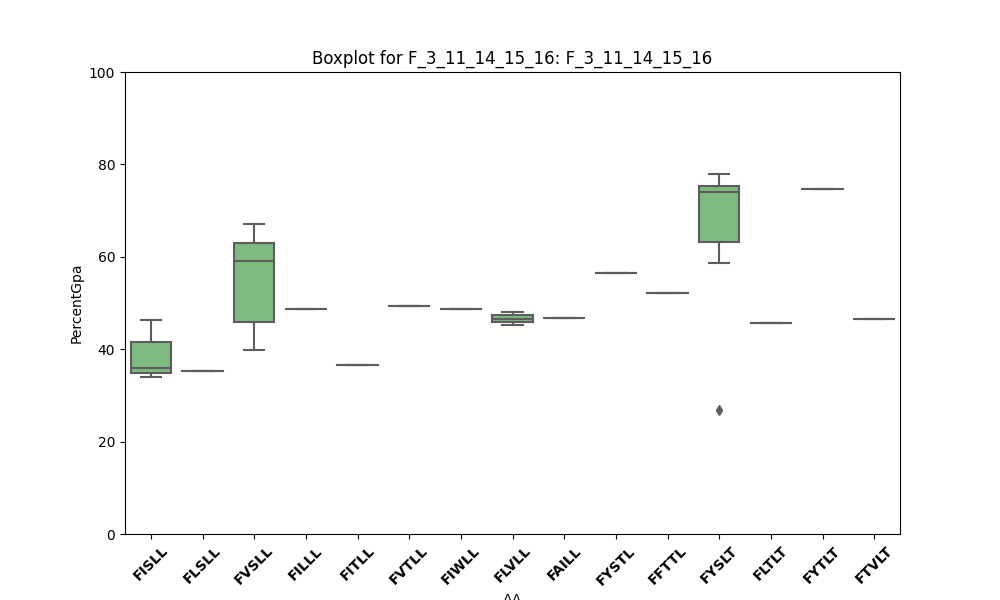 Boxplot for F_3_11_14_15_16: F_3_11_14_15_16
100
80
60
40
20
0
PercentGpa
FISLL FLSLL FVSLL FILLL FITLL FVTLL FIWLL FLVLL FAILL FYSTL FFTTL FYSLT FLTLT FYTLT FTVLT
AA